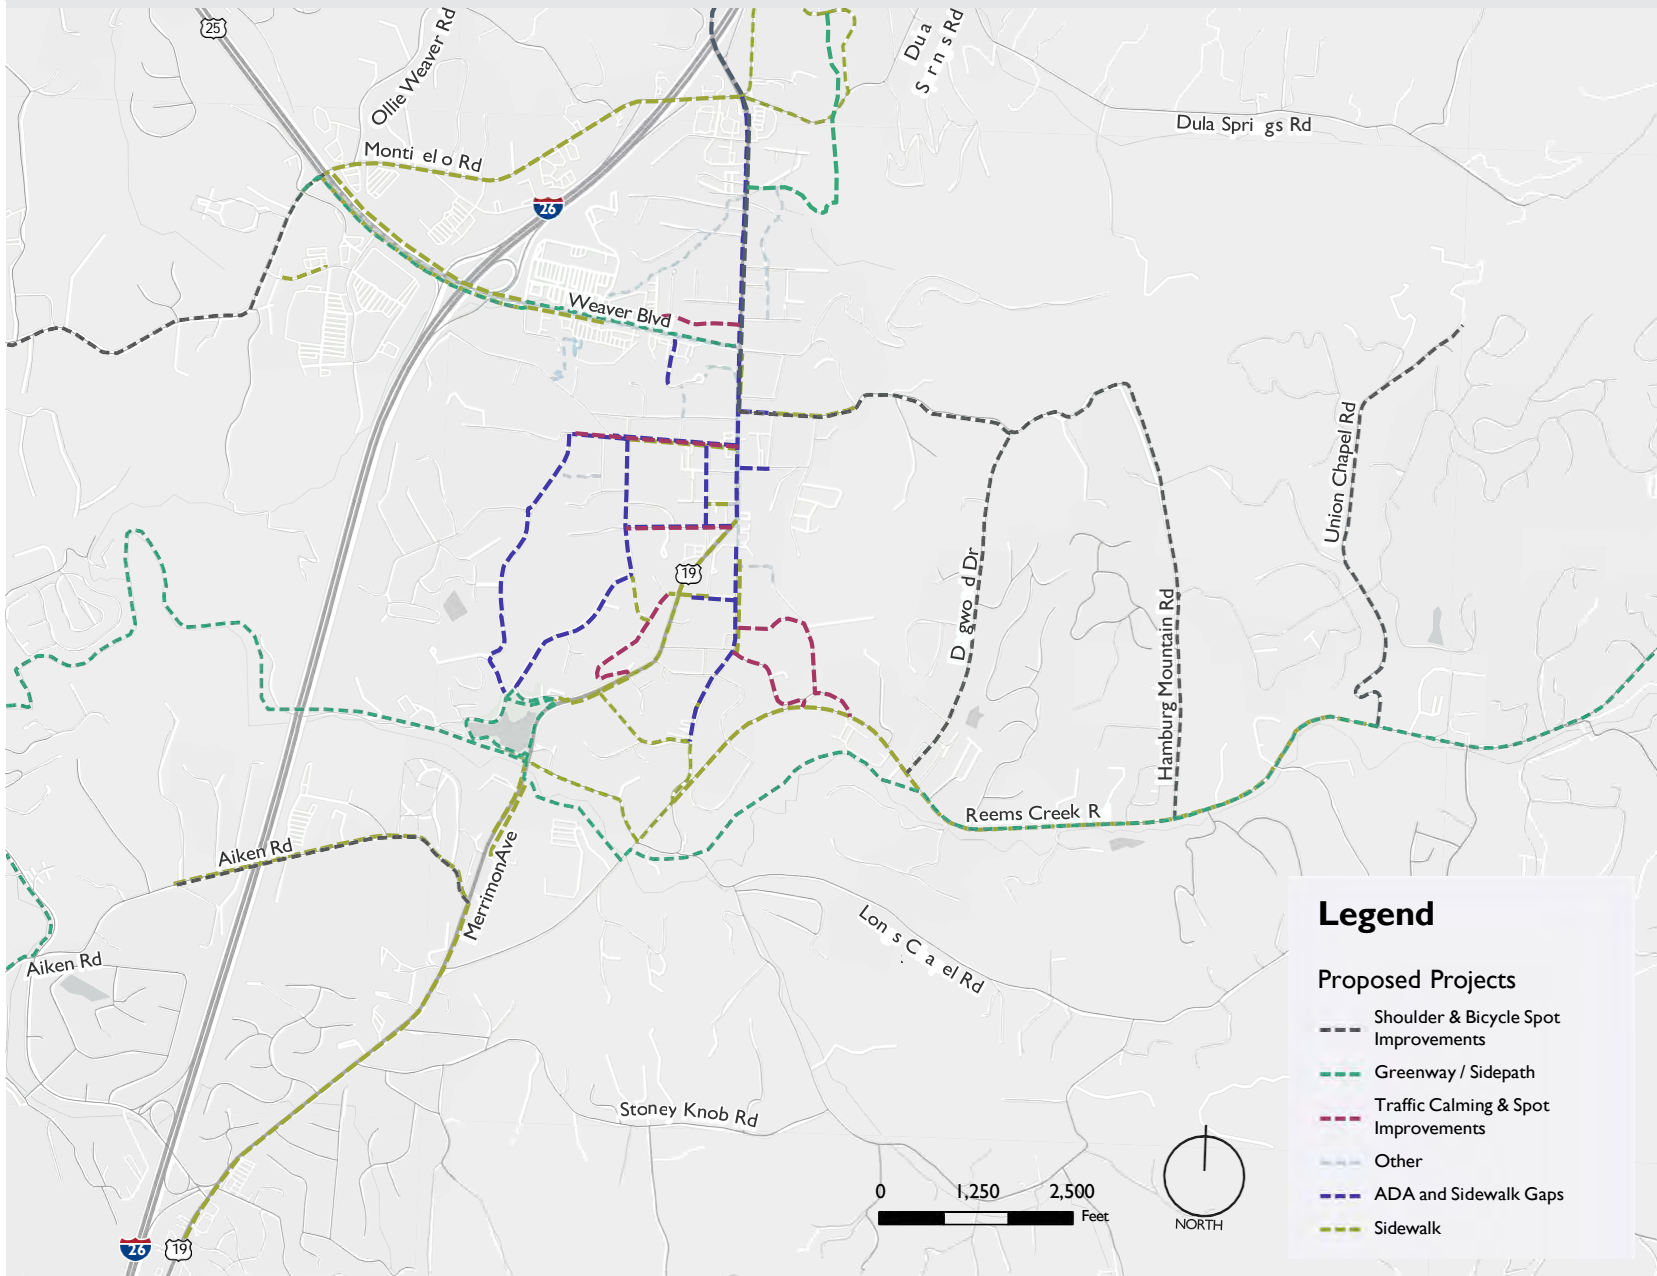 25
Ollie Weaver Rd
Dua
S rn s Rd
Dula Spri gs Rd
Monti el o Rd
26
Weaver Blvd
Union Chapel Rd
19
D gwo d Dr
Hamburg Mountain Rd
Reems Creek R
Aiken Rd
Merrimon Ave
Lon s C a el Rd
Aiken Rd
Stoney Knob Rd
26
19
0 1,250 2,500
Feet
NORTH
Legend
Proposed Projects
Shoulder & Bicycle Spot
Improvements
Greenway / Sidepath
Traffic Calming & Spot
Improvements
Other
ADA and Sidewalk Gaps
Sidewalk